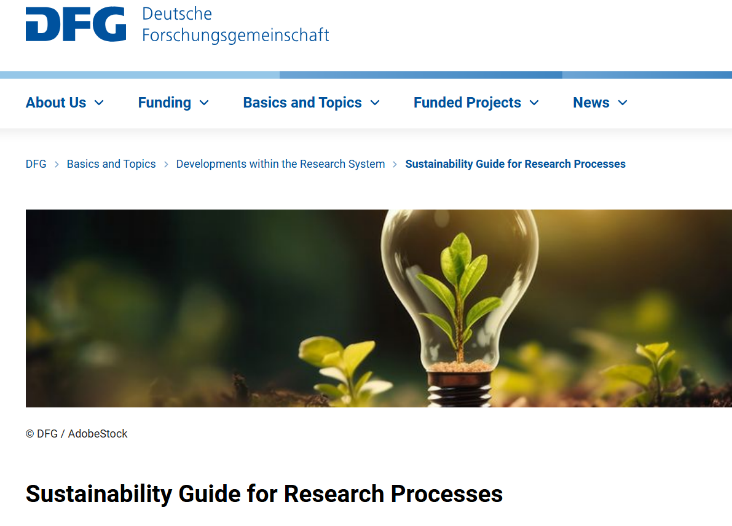 DFG Deutsche
Forschungsgemeinschaft
About Us Funding Basics and Topics Funded Projects News
DFG > Basics and Topics > Developments within the Research System > Sustainability Guide for Research Processes
© DFG / AdobeStock
Sustainability Guide for Research Processes